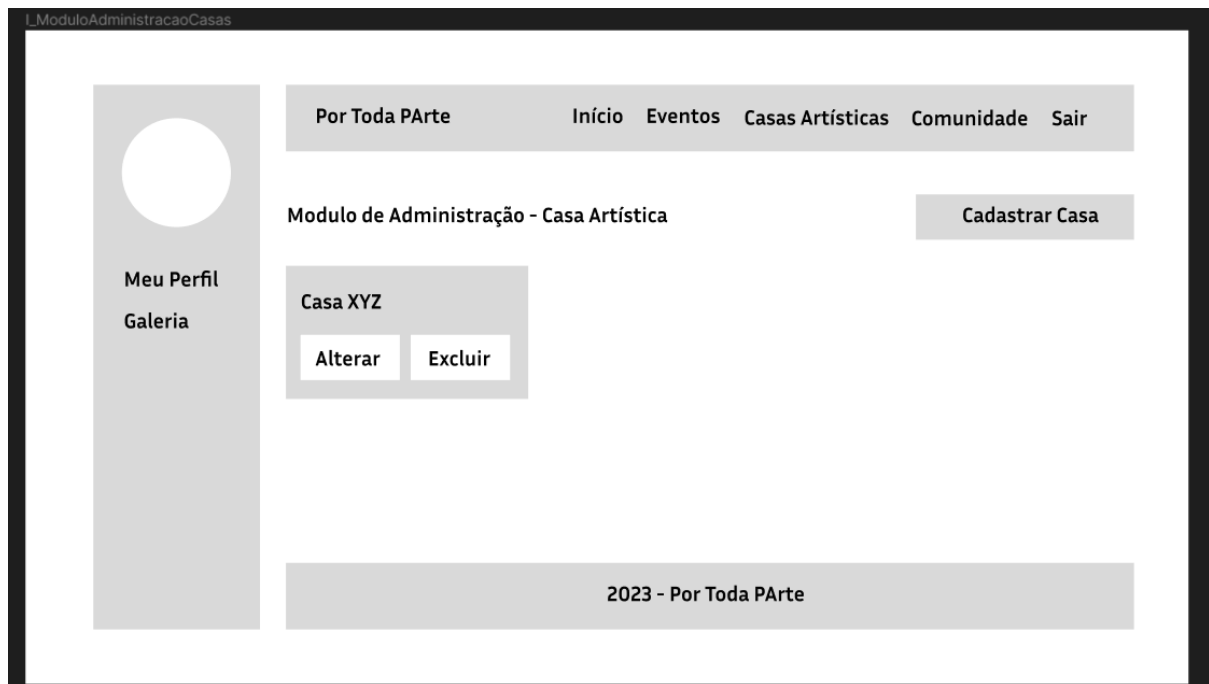 I_ModuloAdministracaoCasas
Por Toda PArte
Início Eventos Casas Artísticas Comunidade Sair
Meu Perfil
Galeria
Modulo de Administração - Casa Artística
Cadastrar Casa
Casa XYZ
Alterar Excluir
2023 - Por Toda PArte